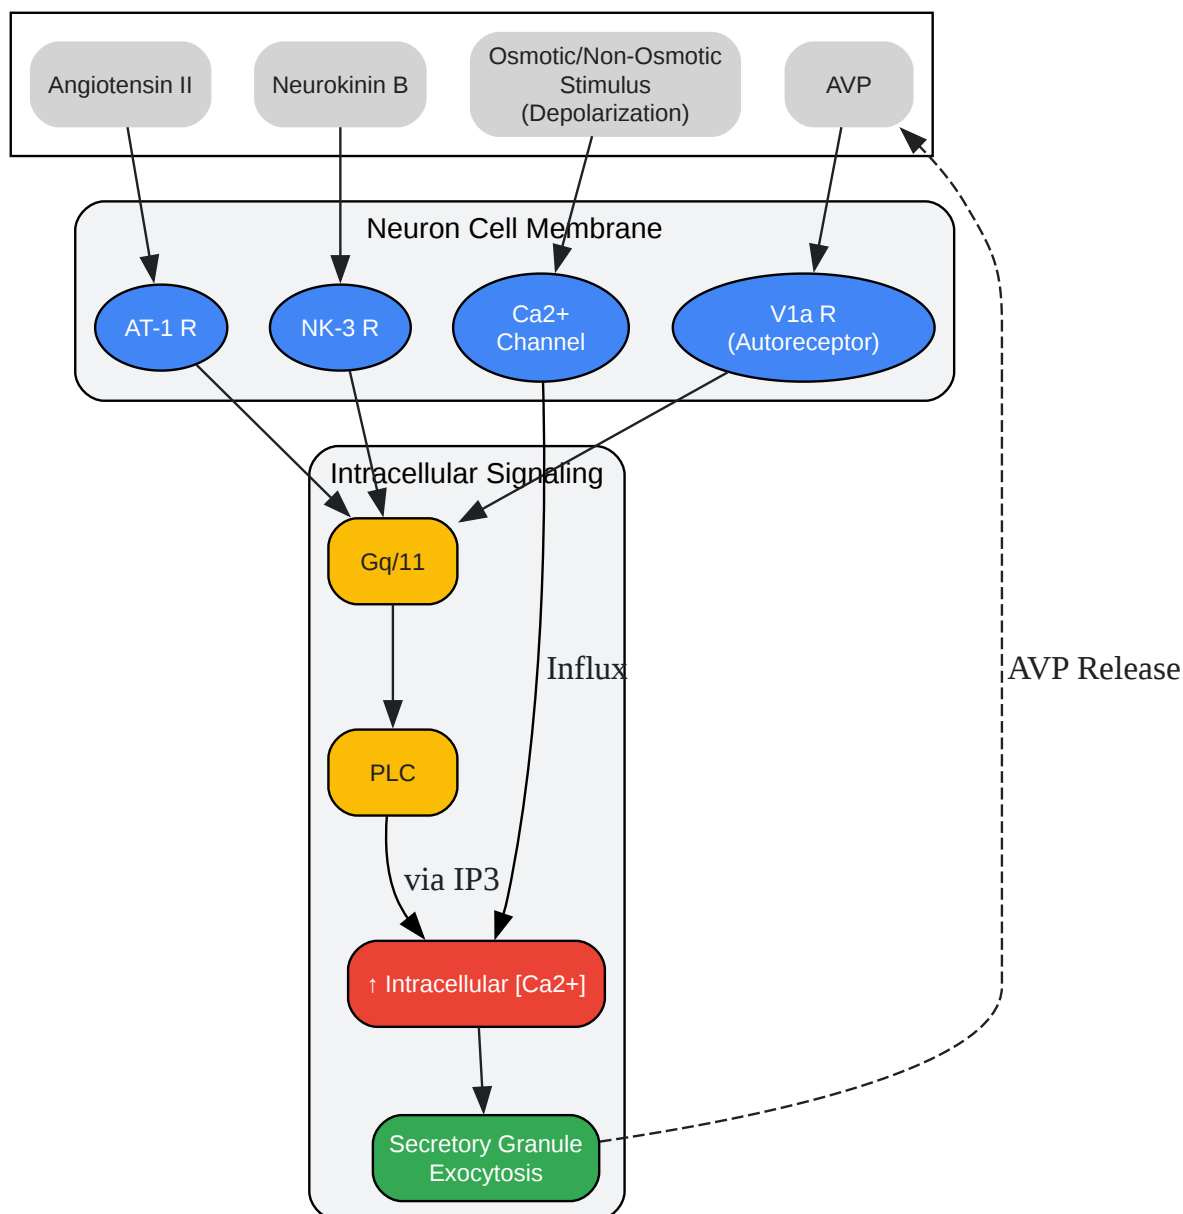 Angiotensin II
Neurokinin B
Osmotic/Non-Osmotic
Stimulus
(Depolarization)
AVP
Neuron Cell Membrane
AT-1 R
NK-3 R
Ca2+
Channel
V1a R
(Autoreceptor)
Intracellular Signaling
Gq/11
Influx
AVP Release
PLC
via IP3
↑ Intracellular [Ca2+]
Secretory Granule
Exocytosis